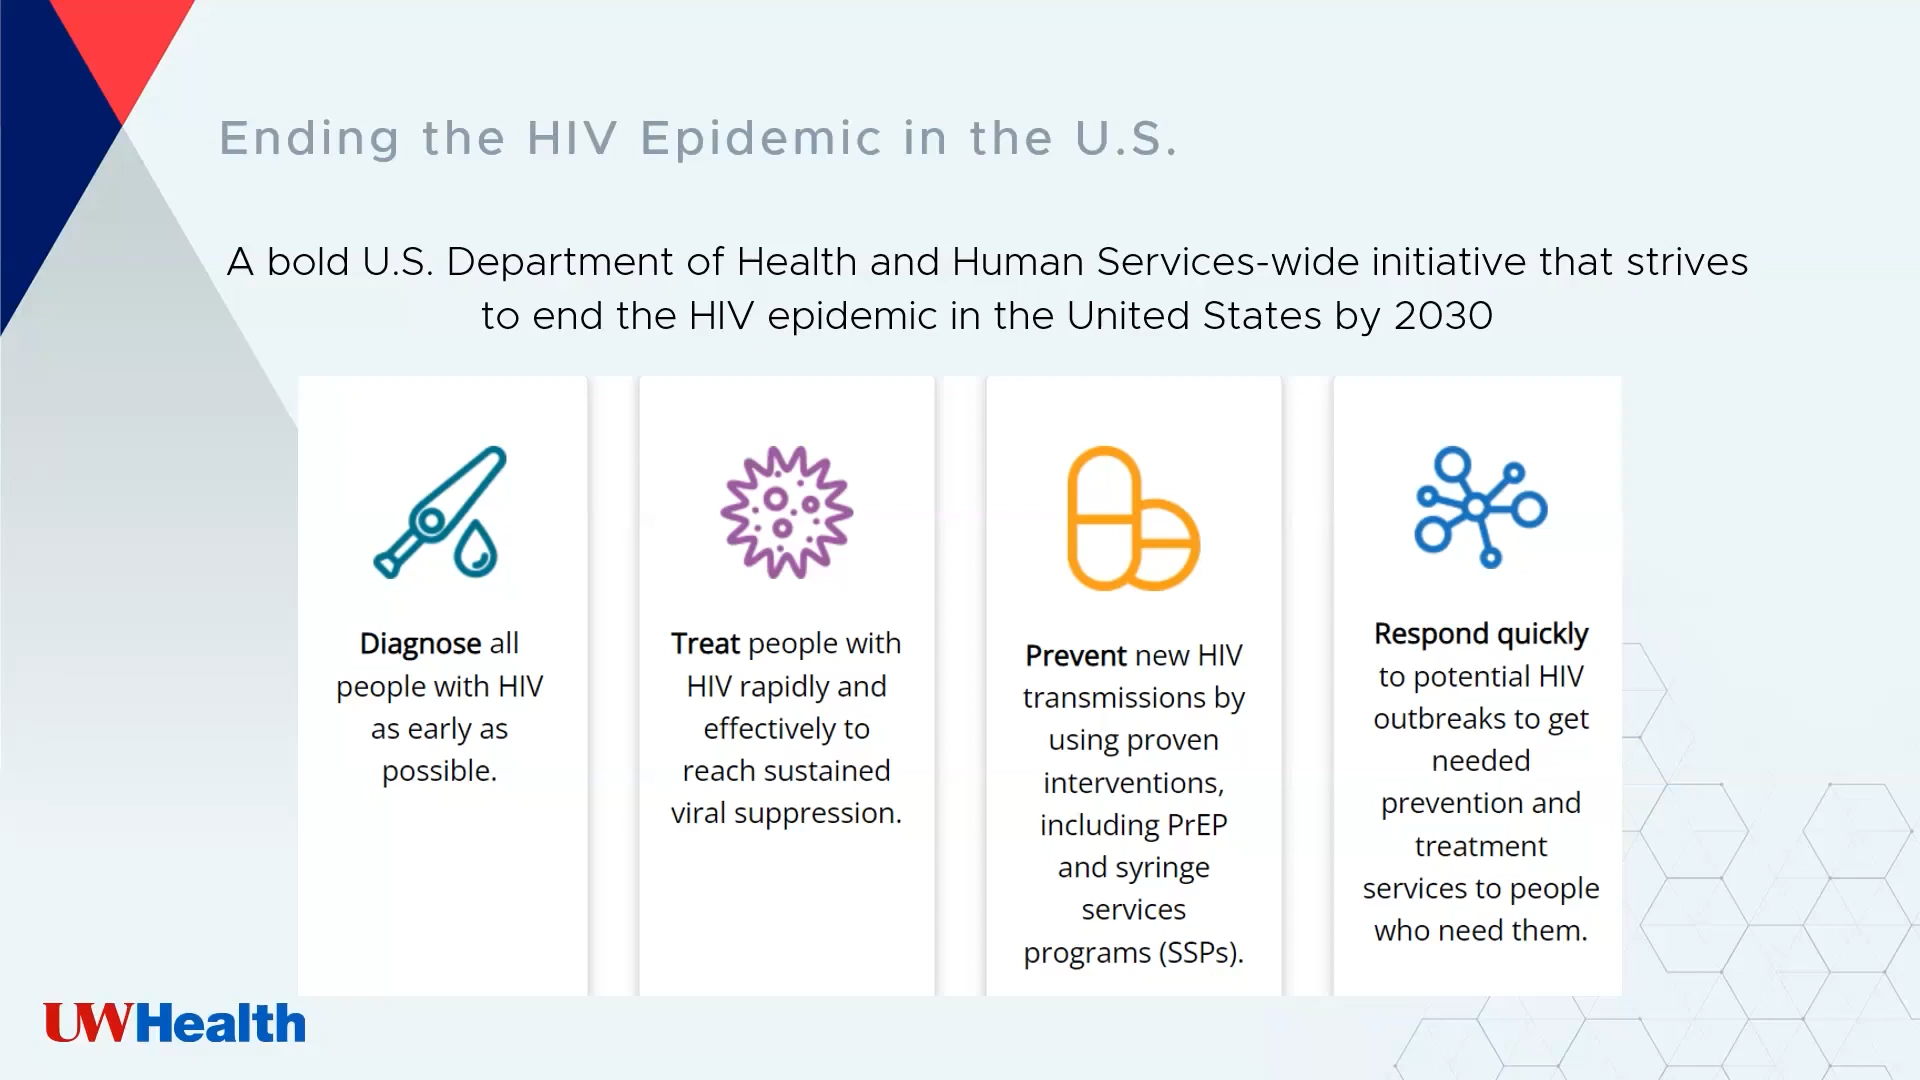 Ending the HIV Epidemic in the U.S.
A bold U.S. Department of Health and Human Services-wide initiative that strives
to end the HIV epidemic in the United States by 2030
Diagnose all
people with HIV
as early as
possible.
Treat people with
HIV rapidly and
effectively to
reach sustained
viral suppression.
Prevent new HIV
transmissions by
using proven
interventions,
including PrEP
and syringe
services
programs (SSPs).
Respond quickly
to potential HIV
outbreaks to get
needed
prevention and
treatment
services to people
who need them.
UWHealth